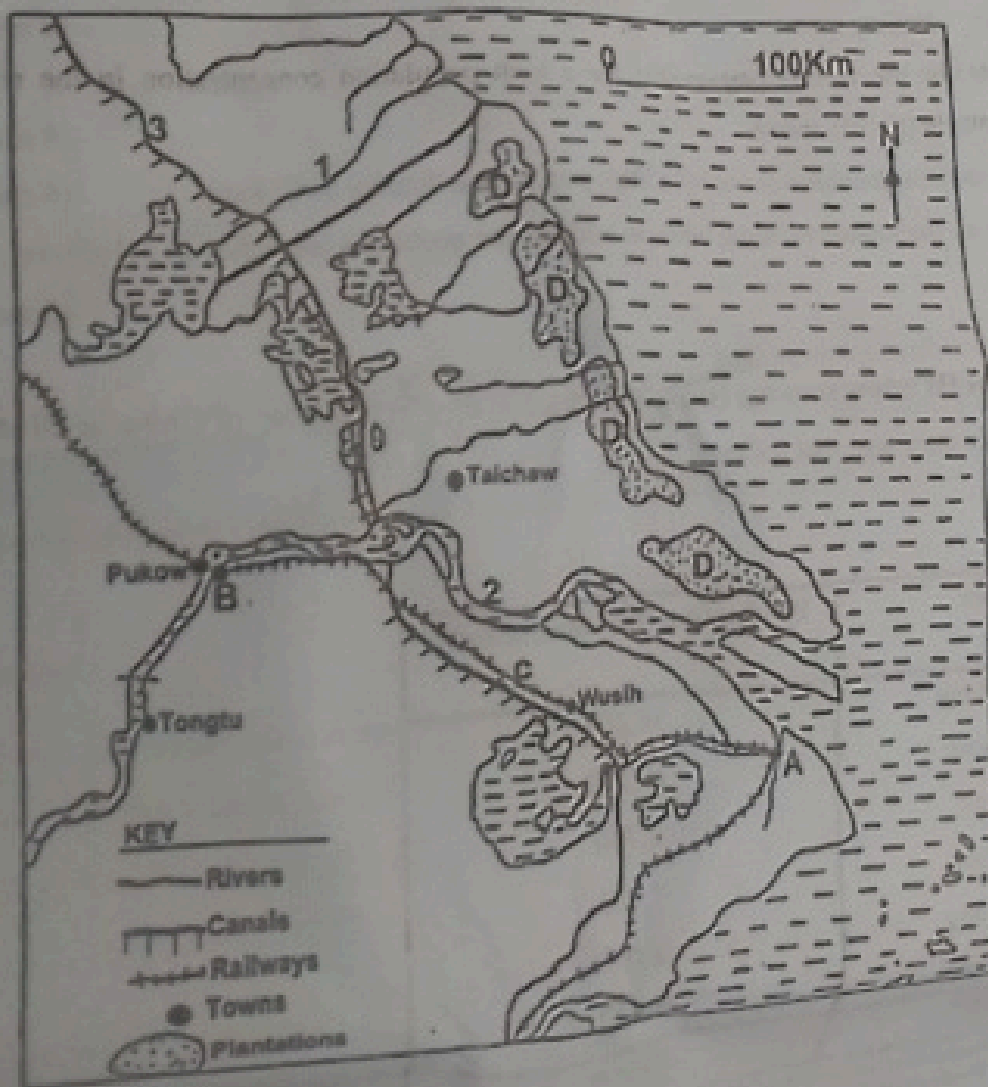 0 100Km
N
3
1
D
D
D
Taichaw
Pukow
B
2
D
C
Wusih
Tongtu
A
KEY
Rivers
Canals
Railways
Towns
Plantations